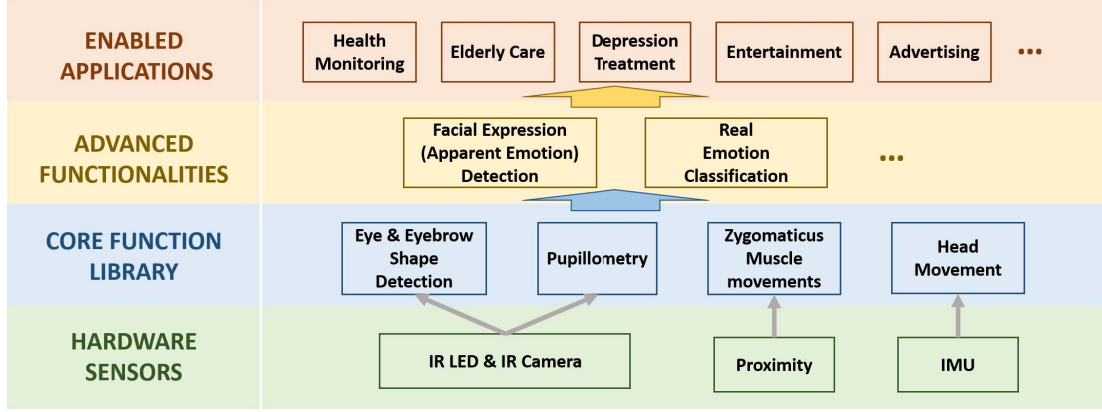 ENABLED
APPLICATIONS
Health
Monitoring
Elderly Care
Depression
Treatment
Entertainment
Advertising
...
ADVANCED
FUNCTIONALITIES
Facial Expression
(Apparent Emotion)
Detection
Real
Emotion
Classification
...
CORE FUNCTION
LIBRARY
Eye & Eyebrow
Shape
Detection
Pupillometry
Zygomaticus
Muscle
movements
Head
Movement
HARDWARE
SENSORS
IR LED & IR Camera
Proximity
IMU